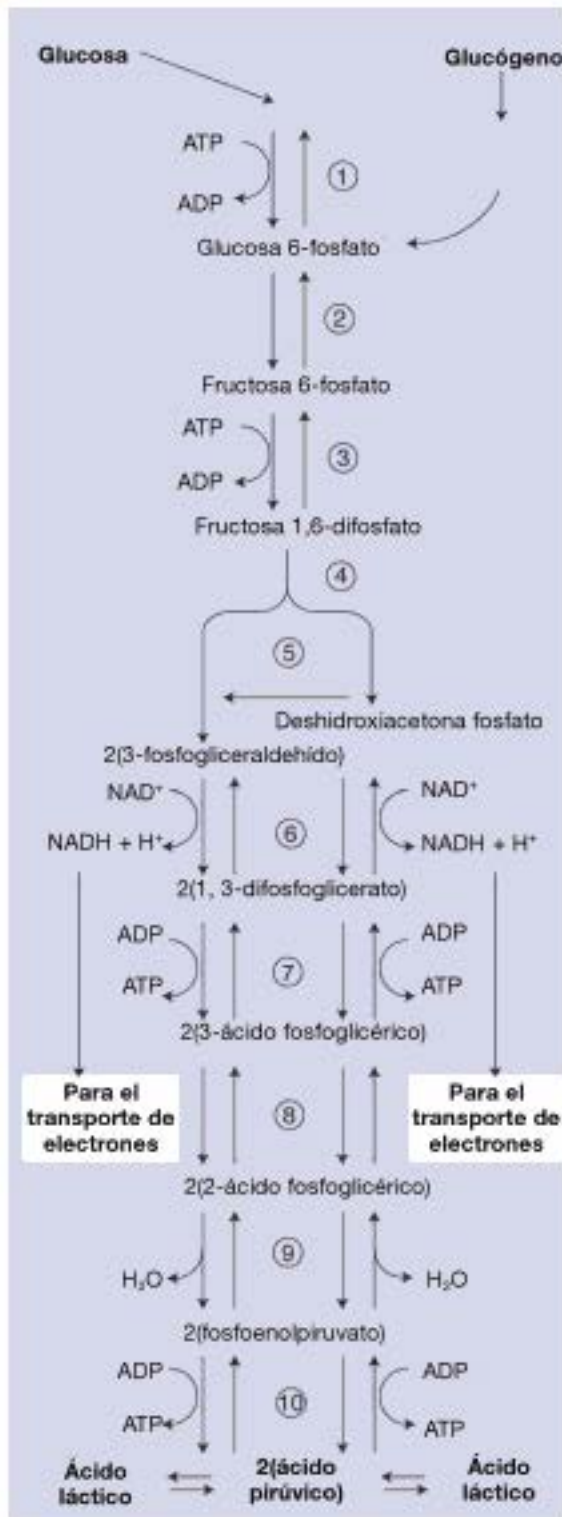 Glucosa
Glucógeno
ATP
ADP
1
Glucosa 6-fosfato
2
Fructosa 6-fosfato
ATP
ADP
3
Fructosa 1,6-difosfato
4
5
Deshidroxiacetona fosfato
2(3-fosfogliceraldehído)
NAD⁺
NAD⁺
NADH + H⁺
6
NADH + H⁺
2(1, 3-difosfoglicerato)
ADP
ADP
7
ATP
ATP
2(3-ácido fosfoglicérico)
Para el
transporte de
electrones
8
Para el
transporte de
electrones
2(2-ácido fosfoglicérico)
9
H₂O
H₂O
2(fosfoenolpiruvato)
ADP
ADP
10
ATP
ATP
Ácido
láctico
2(ácido
pirúvico)
Ácido
láctico